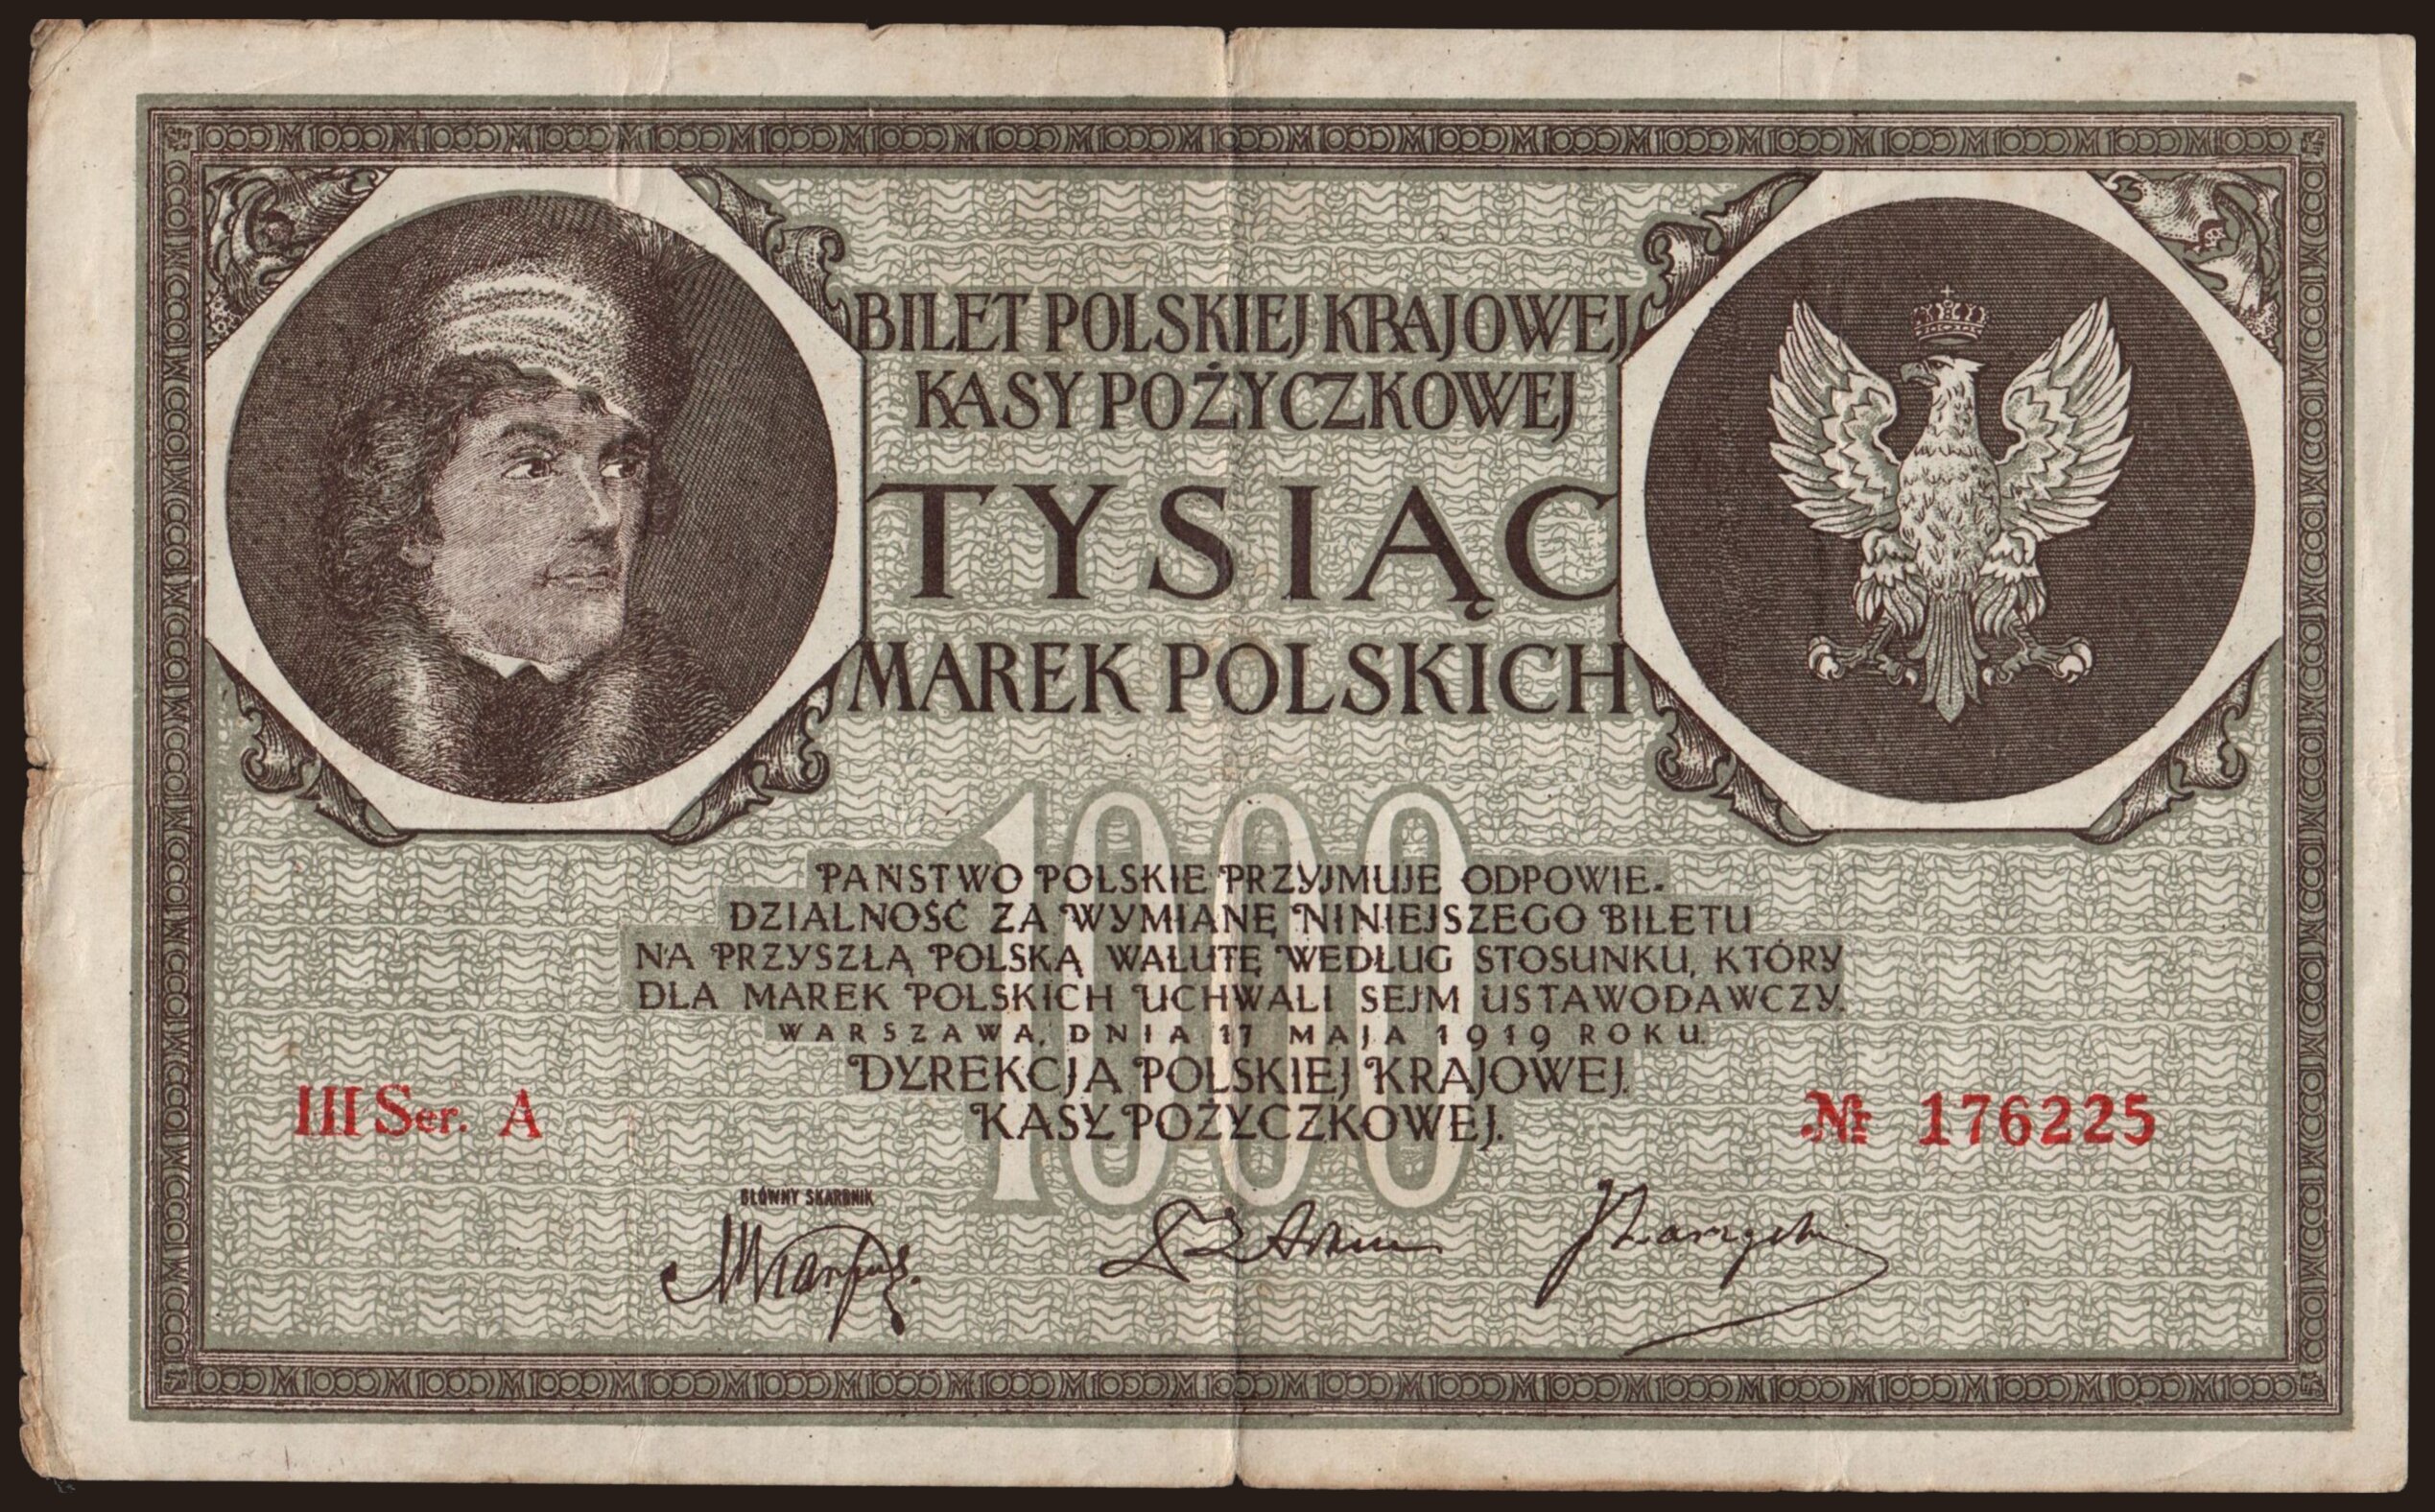 BILET POLSKIEJ KRAJOWEJ
KASY POŻYCZKOWEJ
TYSIĄC
MAREK POLSKICH
1000
PAŃSTWO POLSKIE PRZYJMUJE ODPOWIE-
DZIALNOŚĆ ZA WYMIANĘ NINIEJSZEGO BILETU
NA PRZYSZŁĄ POLSKĄ WALUTĘ WEDŁUG STOSUNKU, KTÓRY
DLA MAREK POLSKICH UCHWALI SEJM USTAWODAWCZY.
WARSZAWA, DNIA 17 MAJA 1919 ROKU.
DYREKCJA POLSKIEJ KRAJOWEJ
KASY POŻYCZKOWEJ.
III Ser. A
№ 176225
GŁÓWNY SKARBNIK